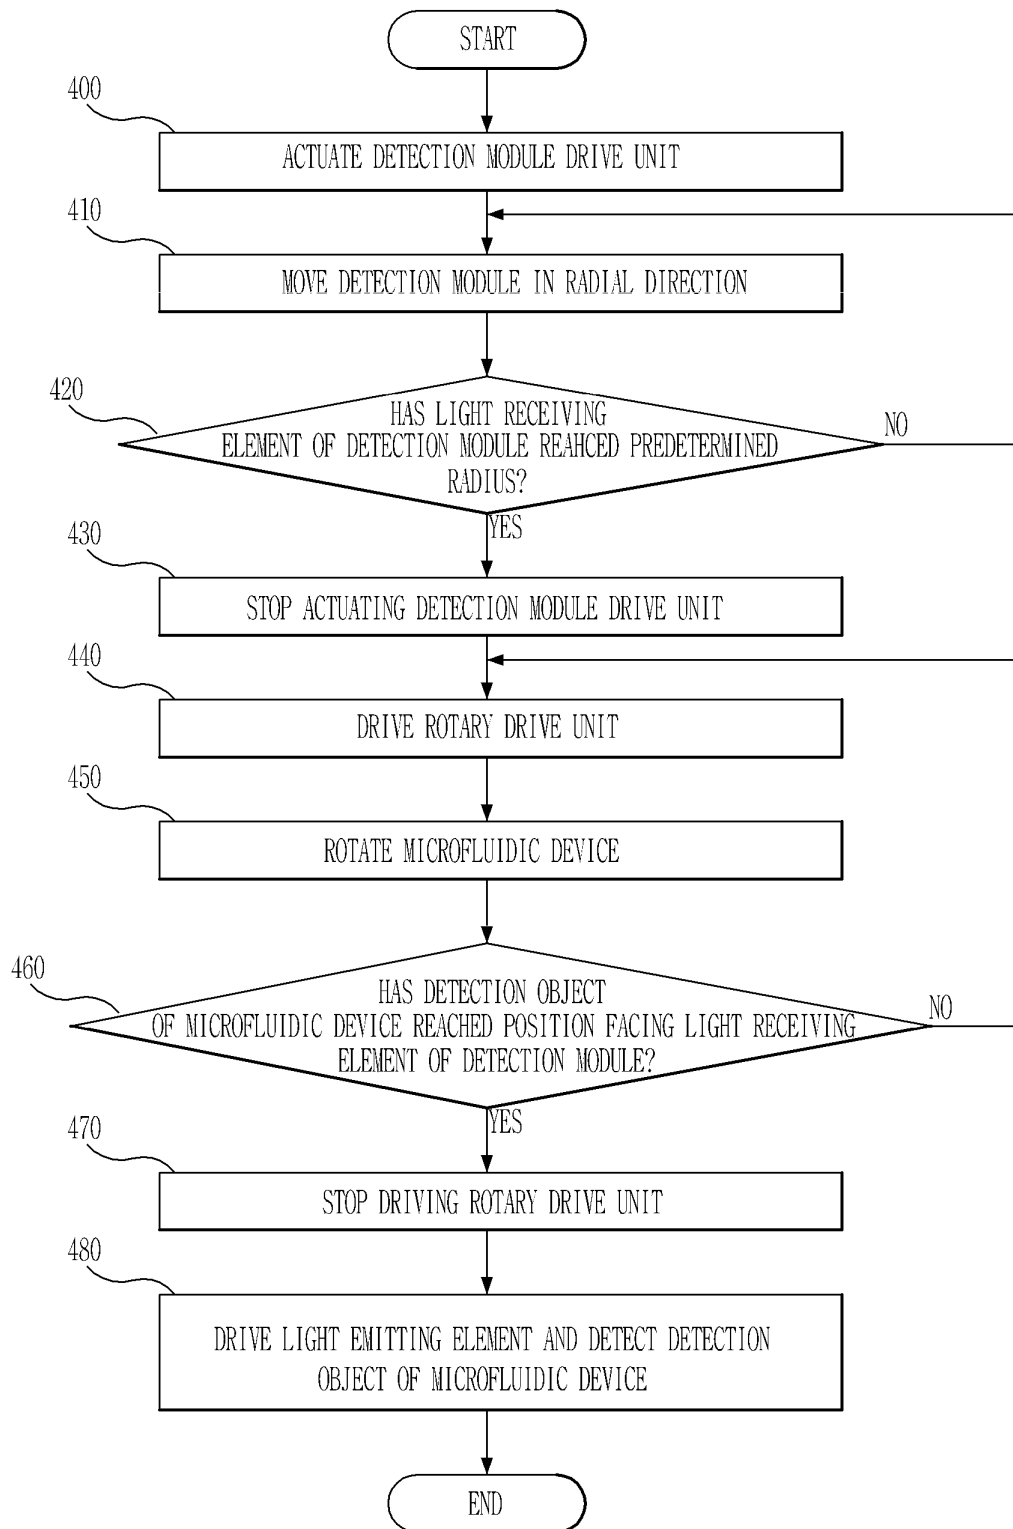 START
400
ACTUATE DETECTION MODULE DRIVE UNIT
410
MOVE DETECTION MODULE IN RADIAL DIRECTION
420
HAS LIGHT RECEIVING
ELEMENT OF DETECTION MODULE REAHCED PREDETERMINED
RADIUS?
NO
YES
430
STOP ACTUATING DETECTION MODULE DRIVE UNIT
440
DRIVE ROTARY DRIVE UNIT
450
ROTATE MICROFLUIDIC DEVICE
460
HAS DETECTION OBJECT
OF MICROFLUIDIC DEVICE REACHED POSITION FACING LIGHT RECEIVING
ELEMENT OF DETECTION MODULE?
NO
YES
470
STOP DRIVING ROTARY DRIVE UNIT
480
DRIVE LIGHT EMITTING ELEMENT AND DETECT DETECTION
OBJECT OF MICROFLUIDIC DEVICE
END